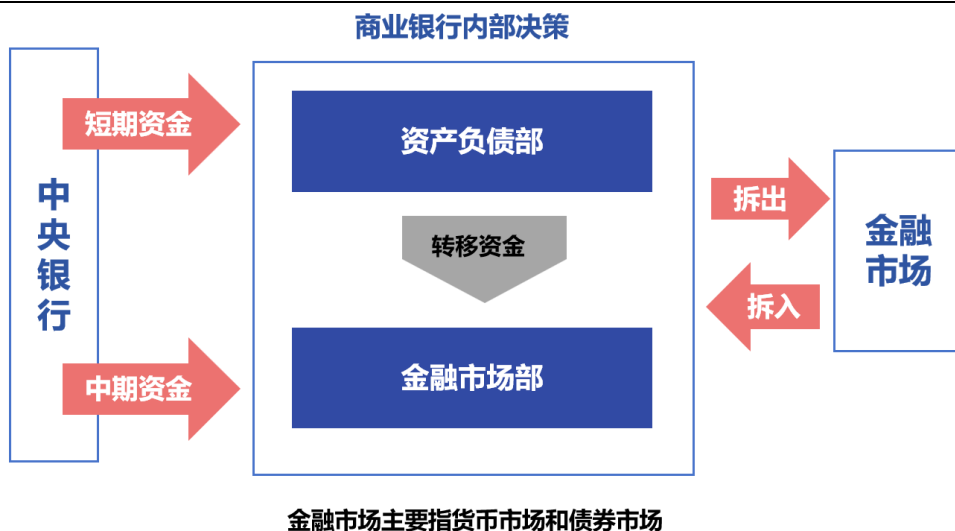 商业银行内部决策
短期资金
资产负债部
中央银行
拆出
金融
市场
转移资金
拆入
中期资金
金融市场部
金融市场主要指货币市场和债券市场